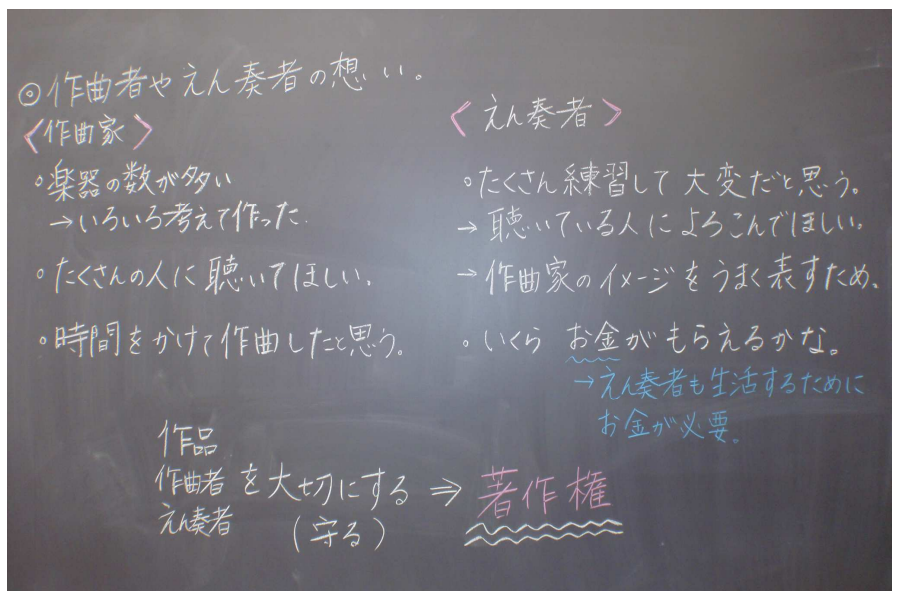 ◎作曲者やえん奏者の想い。
〈作曲家〉
・楽器の数が多い
→いろいろ考えて作った.
・たくさんの人に聴いてほしい。
・時間をかけて作曲したと思う。
〈えん奏者〉
・たくさん練習して大変だと思う。
→聴いている人によろこんでほしい。
→作曲家のイメージをうまく表すため。
・いくら お金がもらえるかな。
→えん奏者も生活するために
お金が必要。
作品
作曲者
えん奏者
を大切にする
(守る)
⇒著作権